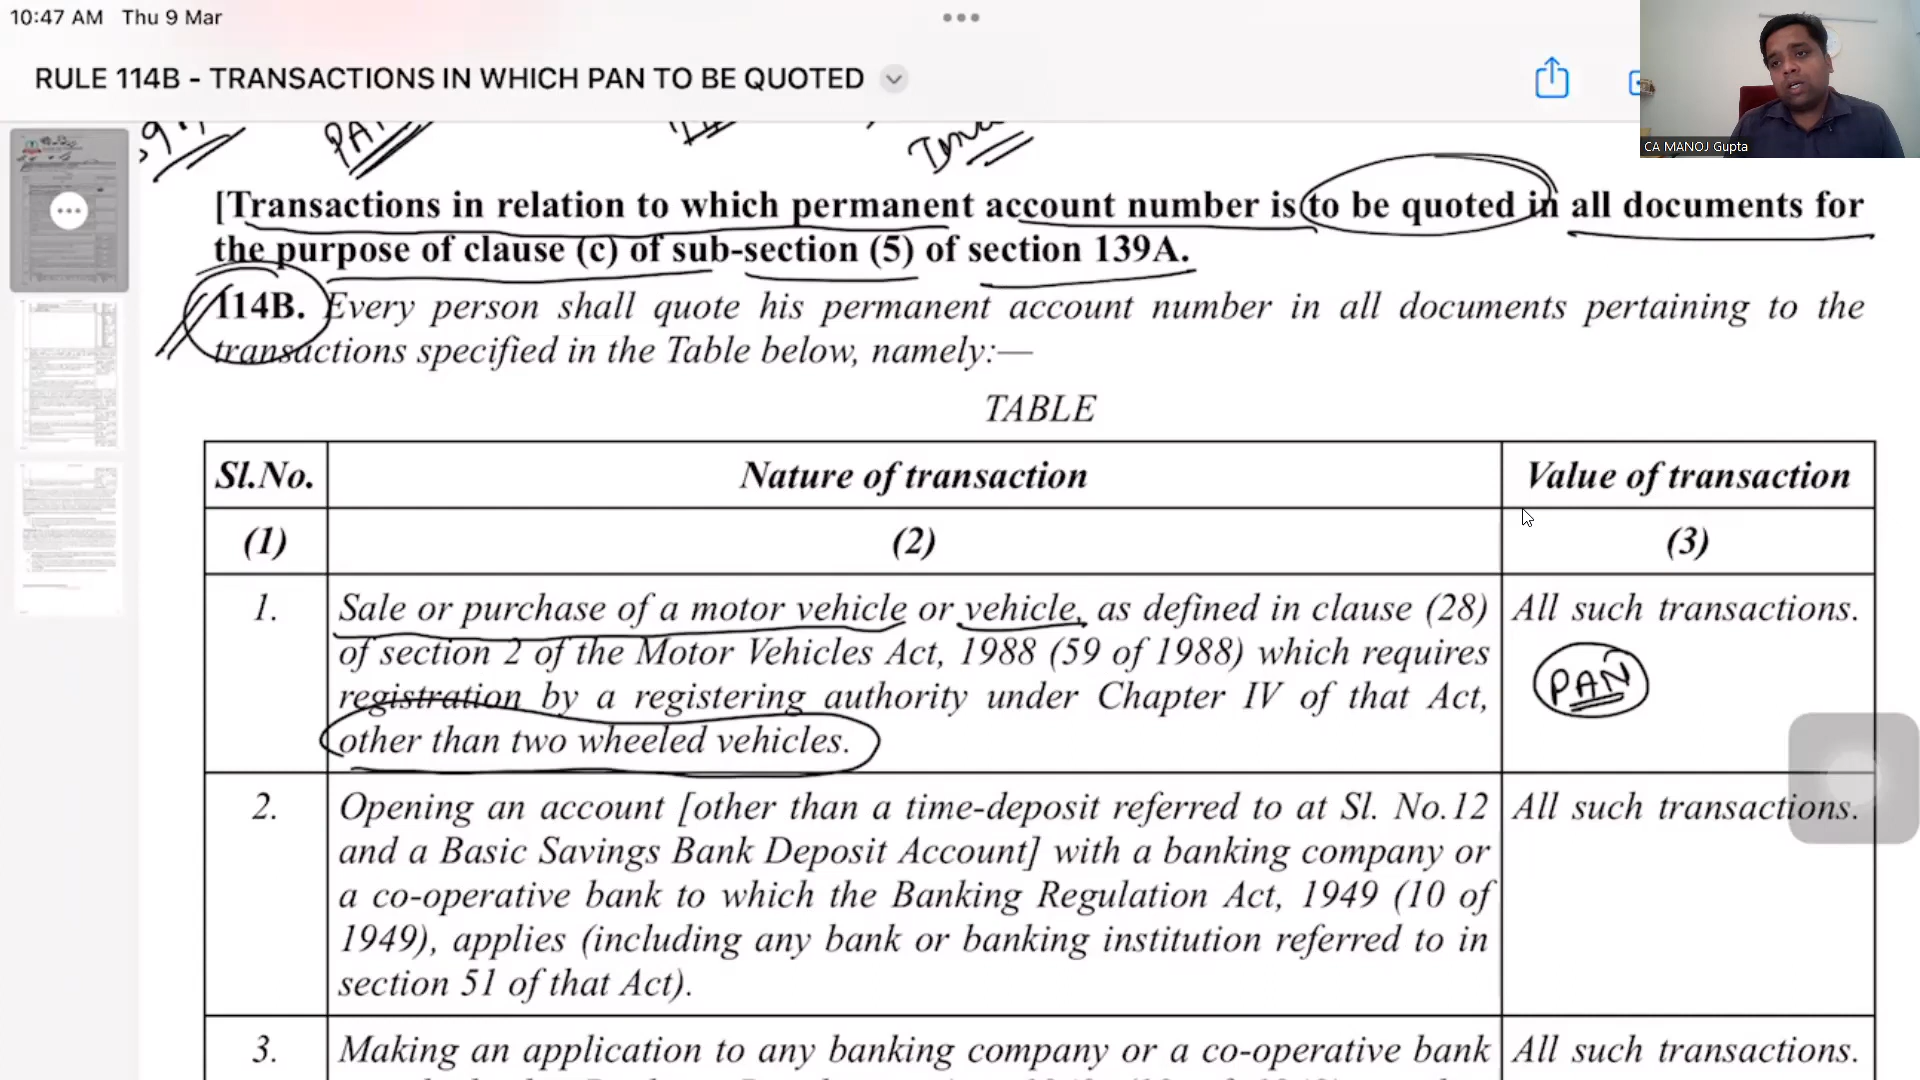 10:47 AM Thu 9 Mar
RULE 114B - TRANSACTIONS IN WHICH PAN TO BE QUOTED
CA MANOJ Gupta
PAN
[Transactions in relation to which permanent account number is to be quoted in all documents for
the purpose of clause (c) of sub-section (5) of section 139A.
114B. Every person shall quote his permanent account number in all documents pertaining to the
transactions specified in the Table below, namely:—
TABLE
Sl.No. Nature of transaction Value of transaction
(1) (2) (3)
1. Sale or purchase of a motor vehicle or vehicle, as defined in clause (28) All such transactions.
of section 2 of the Motor Vehicles Act, 1988 (59 of 1988) which requires
PAN
registration by a registering authority under Chapter IV of that Act,
other than two wheeled vehicles.
2. Opening an account [other than a time-deposit referred to at Sl. No.12 All such transactions.
and a Basic Savings Bank Deposit Account] with a banking company or
a co-operative bank to which the Banking Regulation Act, 1949 (10 of
1949), applies (including any bank or banking institution referred to in
section 51 of that Act).
3. Making an application to any banking company or a co-operative bank All such transactions.